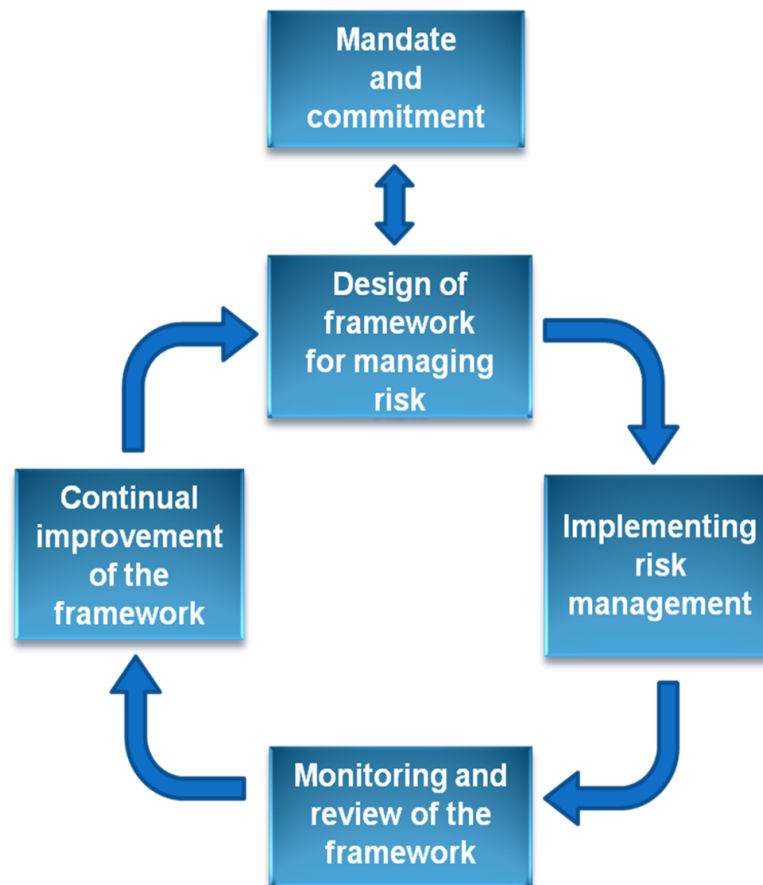 Mandate
and
commitment
Design of
framework
for managing
risk
Continual
improvement
of the
framework
Implementing
risk
management
Monitoring and
review of the
framework